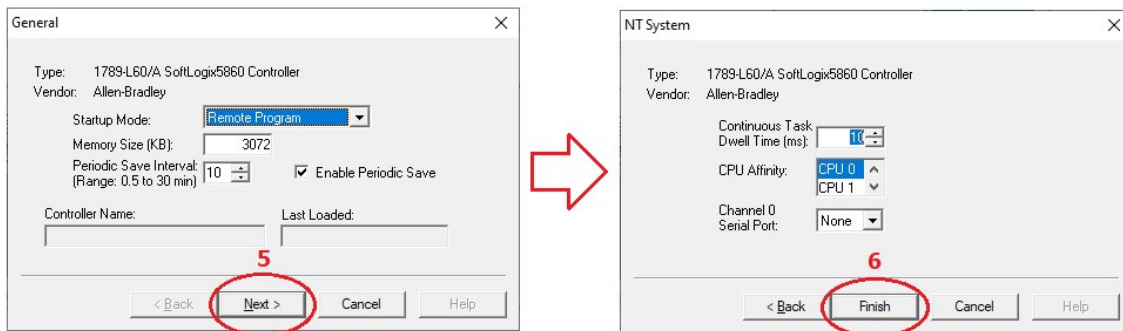 General
Type: 1789-L60/A SoftLogix5860 Controller
Vendor: Allen-Bradley
Startup Mode: Remote Program
Memory Size (KB): 3072
Periodic Save Interval:
(Range: 0.5 to 30 min) 10 Enable Periodic Save
Controller Name: Last Loaded:
5
< Back Next > Cancel Help
NT System
Type: 1789-L60/A SoftLogix5860 Controller
Vendor: Allen-Bradley
Continuous Task
Dwell Time (ms): 10
CPU Affinity: CPU 0
CPU 1
Channel 0
Serial Port: None
6
< Back Finish Cancel Help